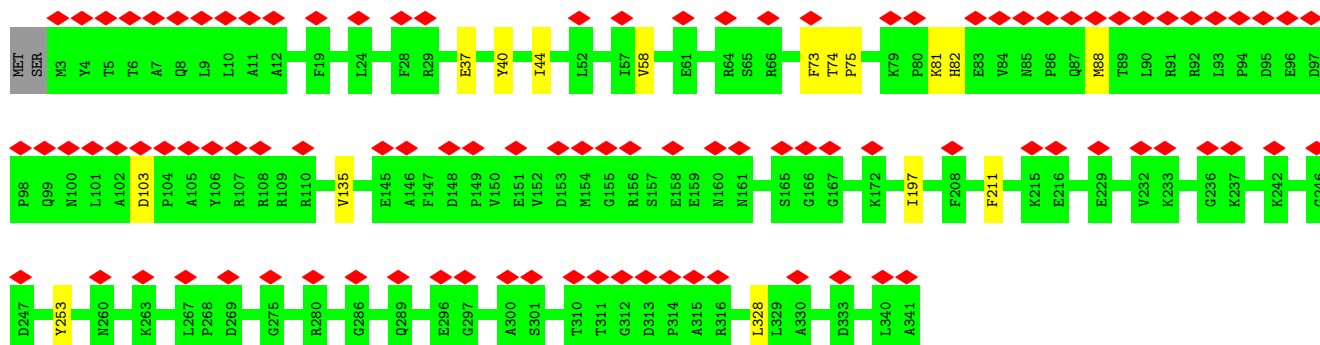 MET SER M3 Y4 T5 T6 A7 Q8 L9 L10 A11 A12 F19 L24 F28 R29 E37 Y40 I44 L52 I57 V58 E61 R64 S65 R66 F73 T74 P75 K79 P80 K81 H82 E83 V84 N85 P86 Q87 M88 T89 L90 R91 R92 L93 P94 D95 E96 D97
P98 Q99 N100 L101 A102 D103 P104 A105 Y106 R107 R108 R109 R110 V135 E145 A146 F147 D148 P149 V150 E151 V152 D153 M154 G155 R156 S157 E158 E159 N160 N161 S165 G166 G167 K172 I197 F208 F211 K215 E216 E229 V232 K233 G236 K237 K242 G246
D247 Y253 N260 K263 L267 P268 D269 G275 R280 G286 Q289 E296 G297 A300 S301 T310 T311 G312 D313 P314 A315 R316 L328 L329 A330 D333 L340 A341